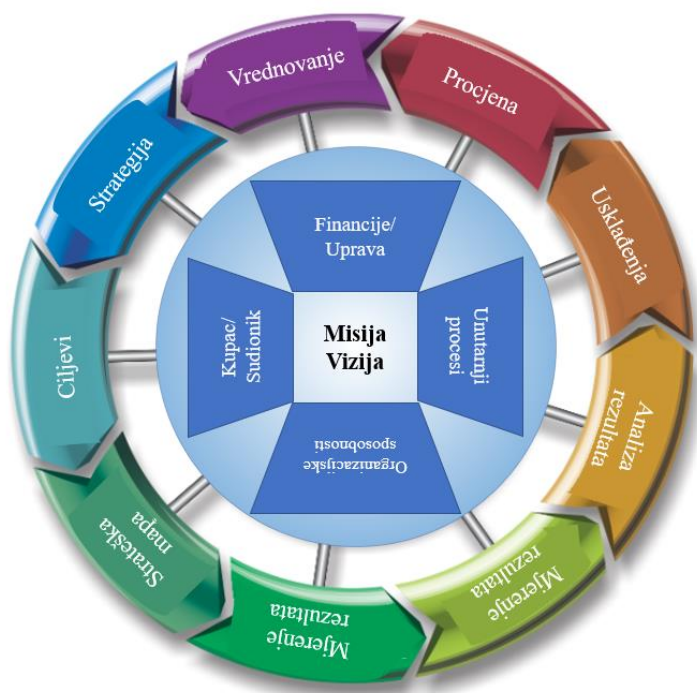 Vrednovanje
Procjena
Usklađenja
Analiza
rezultata
Mjerenje
rezultata
Mjerenje
rezultata
Strateška
mapa
Ciljevi
Strategija
Financije/
Uprava
Unutarnji
procesi
Organizacijske
sposobnosti
Kupac/
Sudionik
Misija
Vizija